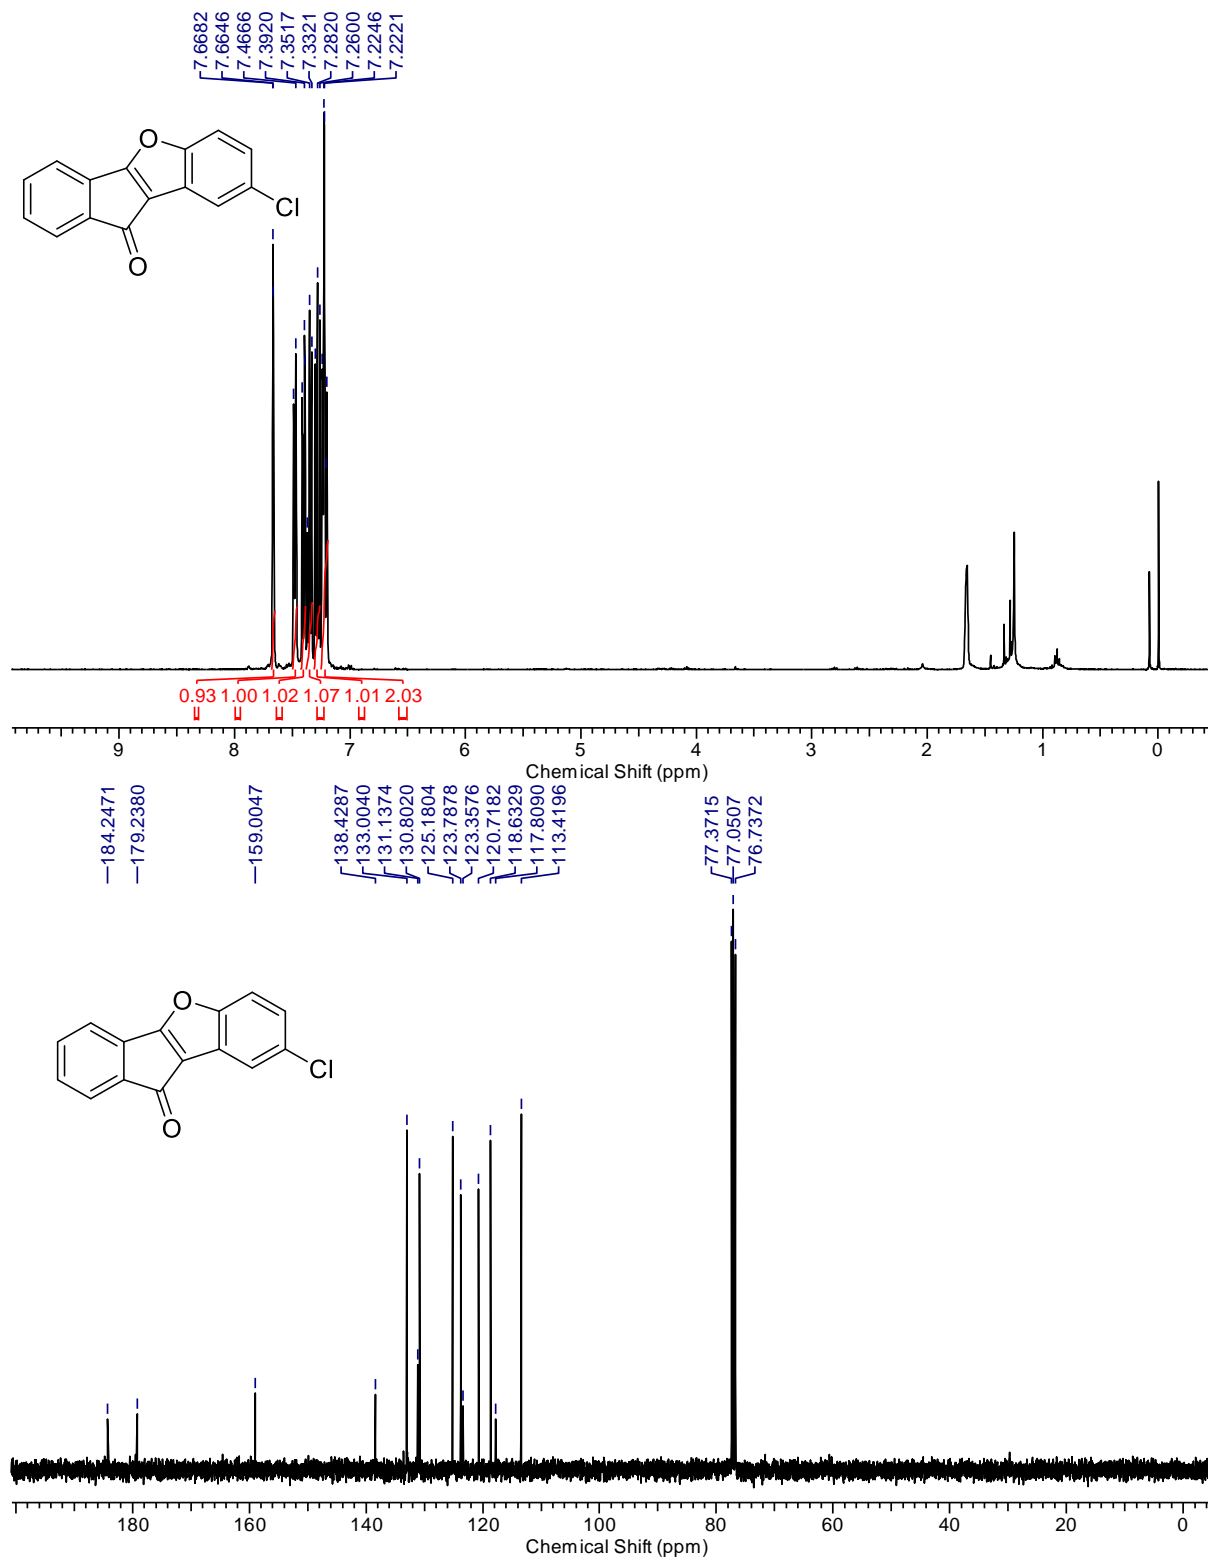 7.6682
7.6646
7.4666
7.3920
7.3517
7.3321
7.2820
7.2600
7.2246
7.2221
O
Cl
O
0.93 1.00 1.02 1.07 1.01 2.03
9 8 7 6 5 4 3 2 1 0
Chemical Shift (ppm)
184.2471
179.2380
159.0047
138.4287
133.0040
131.1374
130.8020
125.1804
123.7878
123.3576
120.7182
118.6329
117.8090
113.4196
77.3715
77.0507
76.7372
O
Cl
O
180 160 140 120 100 80 60 40 20 0
Chemical Shift (ppm)